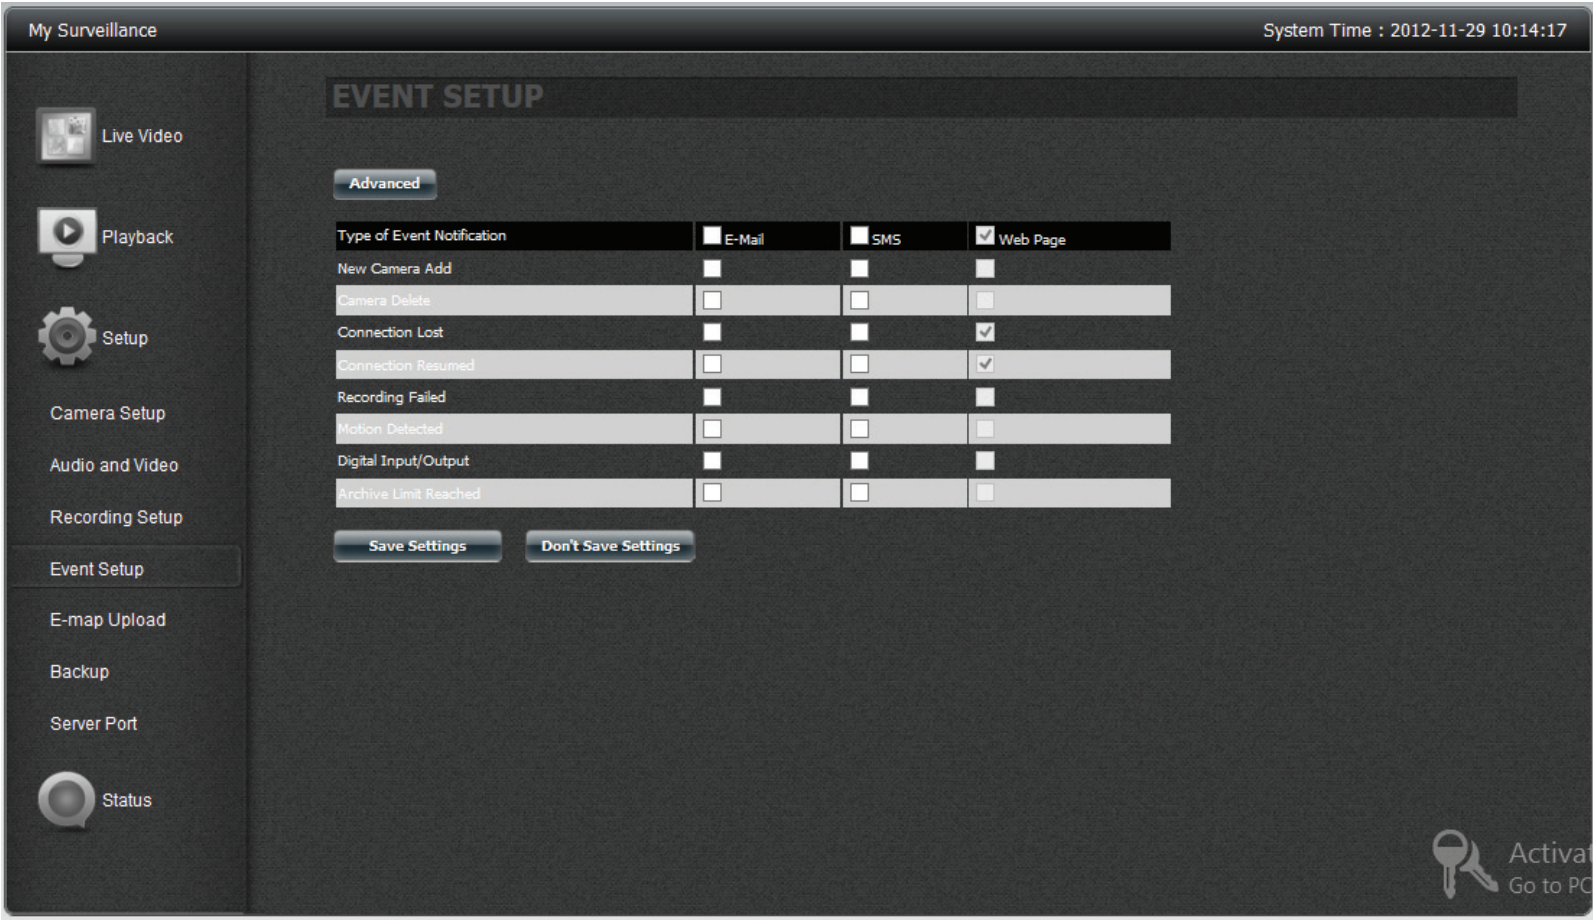 My Surveillance
System Time : 2012-11-29 10:14:17
Live Video
Playback
Setup
Camera Setup
Audio and Video
Recording Setup
Event Setup
E-map Upload
Backup
Server Port
Status
EVENT SETUP
Advanced
Type of Event Notification E-Mail SMS Web Page
New Camera Add
Camera Delete
Connection Lost
Connection Resumed
Recording Failed
Motion Detected
Digital Input/Output
Archive Limit Reached
Save Settings Don't Save Settings
Activat
Go to PC